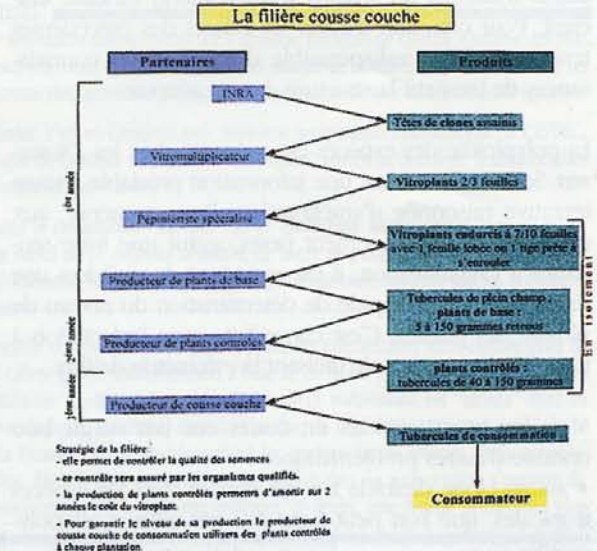 La filière cousse couche
Partenaires
Produits
INRA
Têtes de clones assainis
Vitromultiplicateur
Vitroplants 2/3 feuilles
Pépiniériste spécialisé
Vitroplants endurcis à 7/10 feuilles
avec 1 feuille lobée ou 1 tige prête à
s'enrouler
Producteur de plants de base
Tubercules de plein champ,
plants de base :
5 à 150 grammes retenus
Producteur de plants contrôlés
plants contrôlés :
tubercules de 40 à 150 grammes
Producteur de cousse couche
Tubercules de consommation
Consommateur
1ère année
2ème année
3ème année
En isolement
Stratégie de la filière :
- elle permet de contrôler la qualité des semences.
- ce contrôle sera assuré par les organismes qualifiés.
- la production de plants contrôlés permettra d'amortir sur 2
années le coût du vitroplant.
- Pour garantir le niveau de sa production le producteur de
cousse couche de consommation utilisera des plants contrôlés
à chaque plantation.